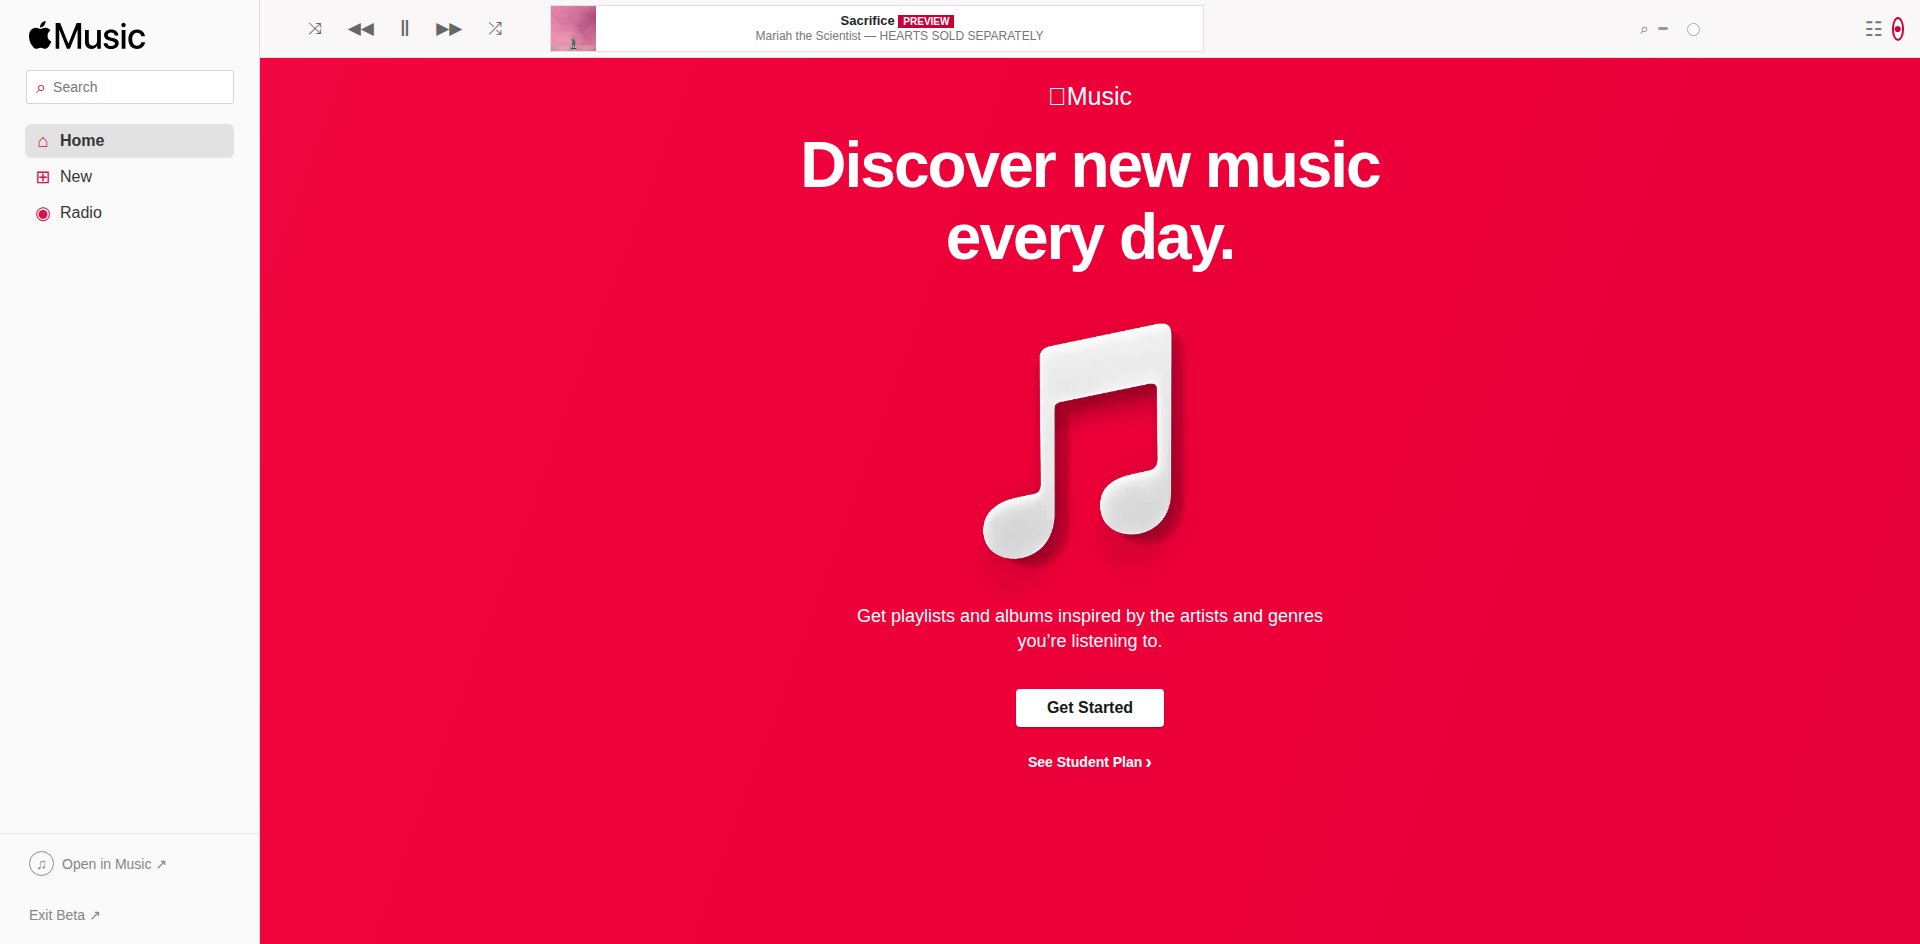 Music
Search
Home
New
Radio
Open in Music ↗
Exit Beta ↗
Sacrifice PREVIEW
Mariah the Scientist — HEARTS SOLD SEPARATELY
Music
Discover new music
every day.
Get playlists and albums inspired by the artists and genres
you’re listening to.
Get Started
See Student Plan ›